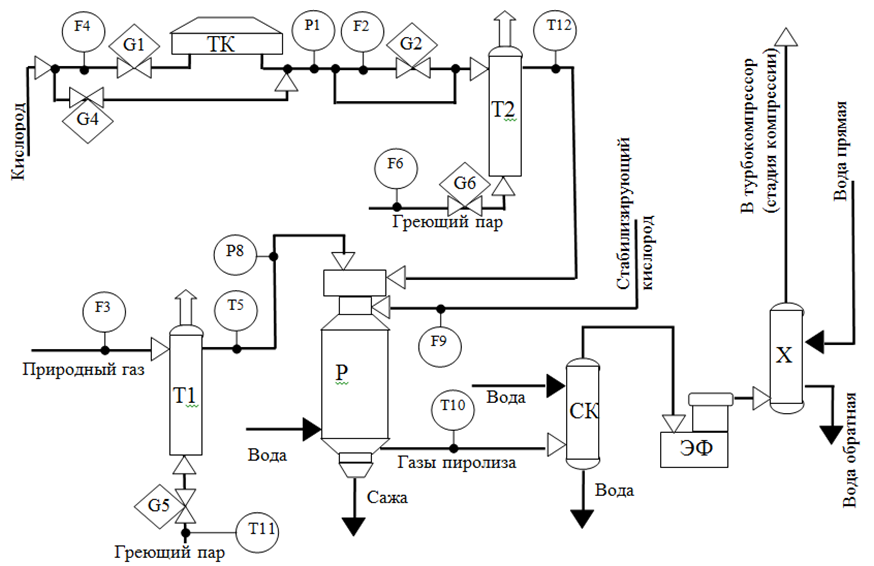 F4
G1
ТК
P1
F2
G2
T12
Кислород
G4
T2
F6
G6
Греющий пар
Стабилизирующий
кислород
В турбокомпрессор
(стадия компрессии)
Вода прямая
P8
F3
T5
Природный газ
T1
P
F9
Вода
T10
Вода
СК
Газы пиролиза
ЭФ
X
Вода обратная
G5
Сажа
Вода
T11
Греющий пар